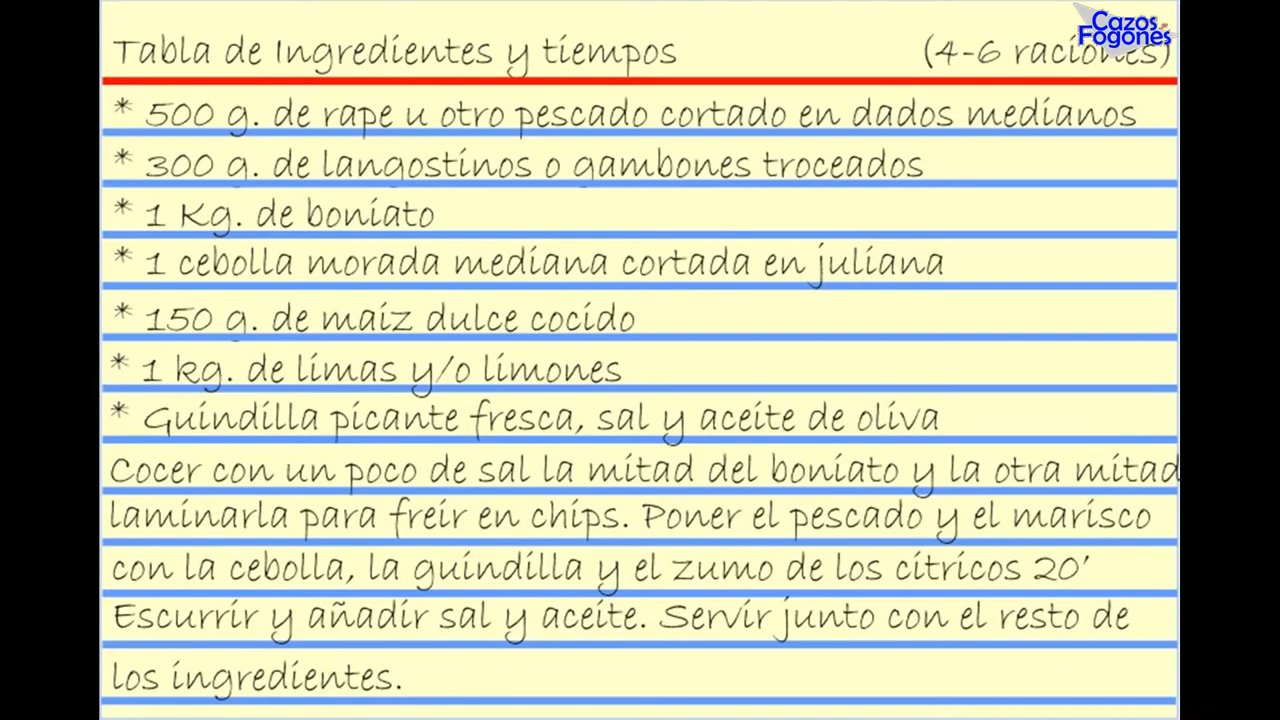 Cazos
Fogones
Tabla de Ingredientes y tiempos (4-6 raciones)
* 500 g. de rape u otro pescado cortado en dados medianos
* 300 g. de langostinos o gambones troceados
* 1 Kg. de boniato
* 1 cebolla morada mediana cortada en juliana
* 150 g. de maíz dulce cocido
* 1 kg. de limas y/o limones
* Guindilla picante fresca, sal y aceite de oliva
Cocer con un poco de sal la mitad del boniato y la otra mitad
laminarla para freír en chips. Poner el pescado y el marisco
con la cebolla, la guindilla y el zumo de los cítricos 20'
Escurrir y añadir sal y aceite. Servir junto con el resto de
los ingredientes.